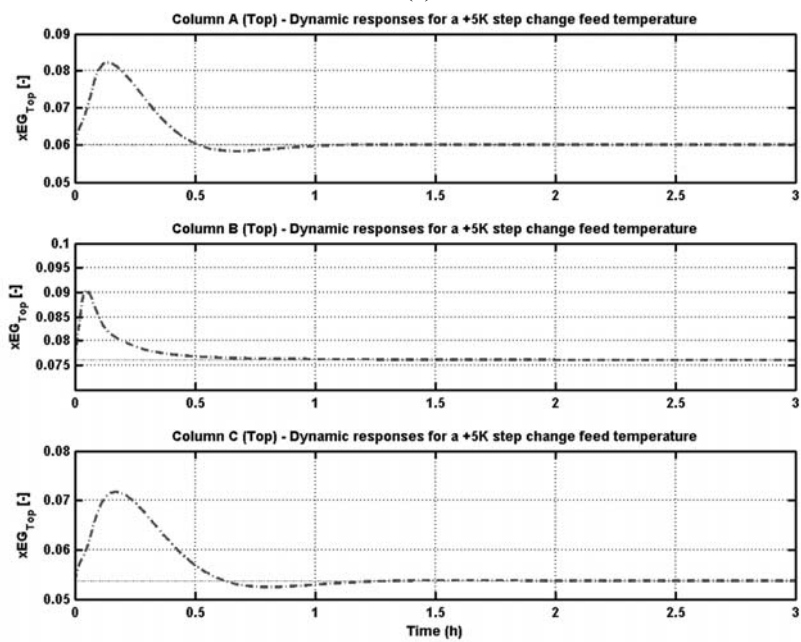 Column A (Top) - Dynamic responses for a +5K step change feed temperature
0.09
0.08
0.07
0.06
0.05
xEG_Top [-]
0 0.5 1 1.5 2 2.5 3
Column B (Top) - Dynamic responses for a +5K step change feed temperature
0.1
0.095
0.09
0.085
0.08
0.075
xEG_Top [-]
0 0.5 1 1.5 2 2.5 3
Column C (Top) - Dynamic responses for a +5K step change feed temperature
0.08
0.07
0.06
0.05
xEG_Top [-]
0 0.5 1 1.5 2 2.5 3
Time (h)